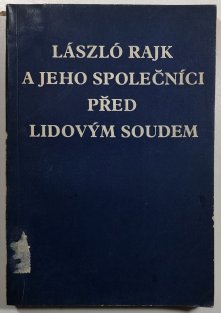 LÁSZLÓ RAJK
A JEHO SPOLEČNÍCI
PŘED
LIDOVÝM SOUDEM